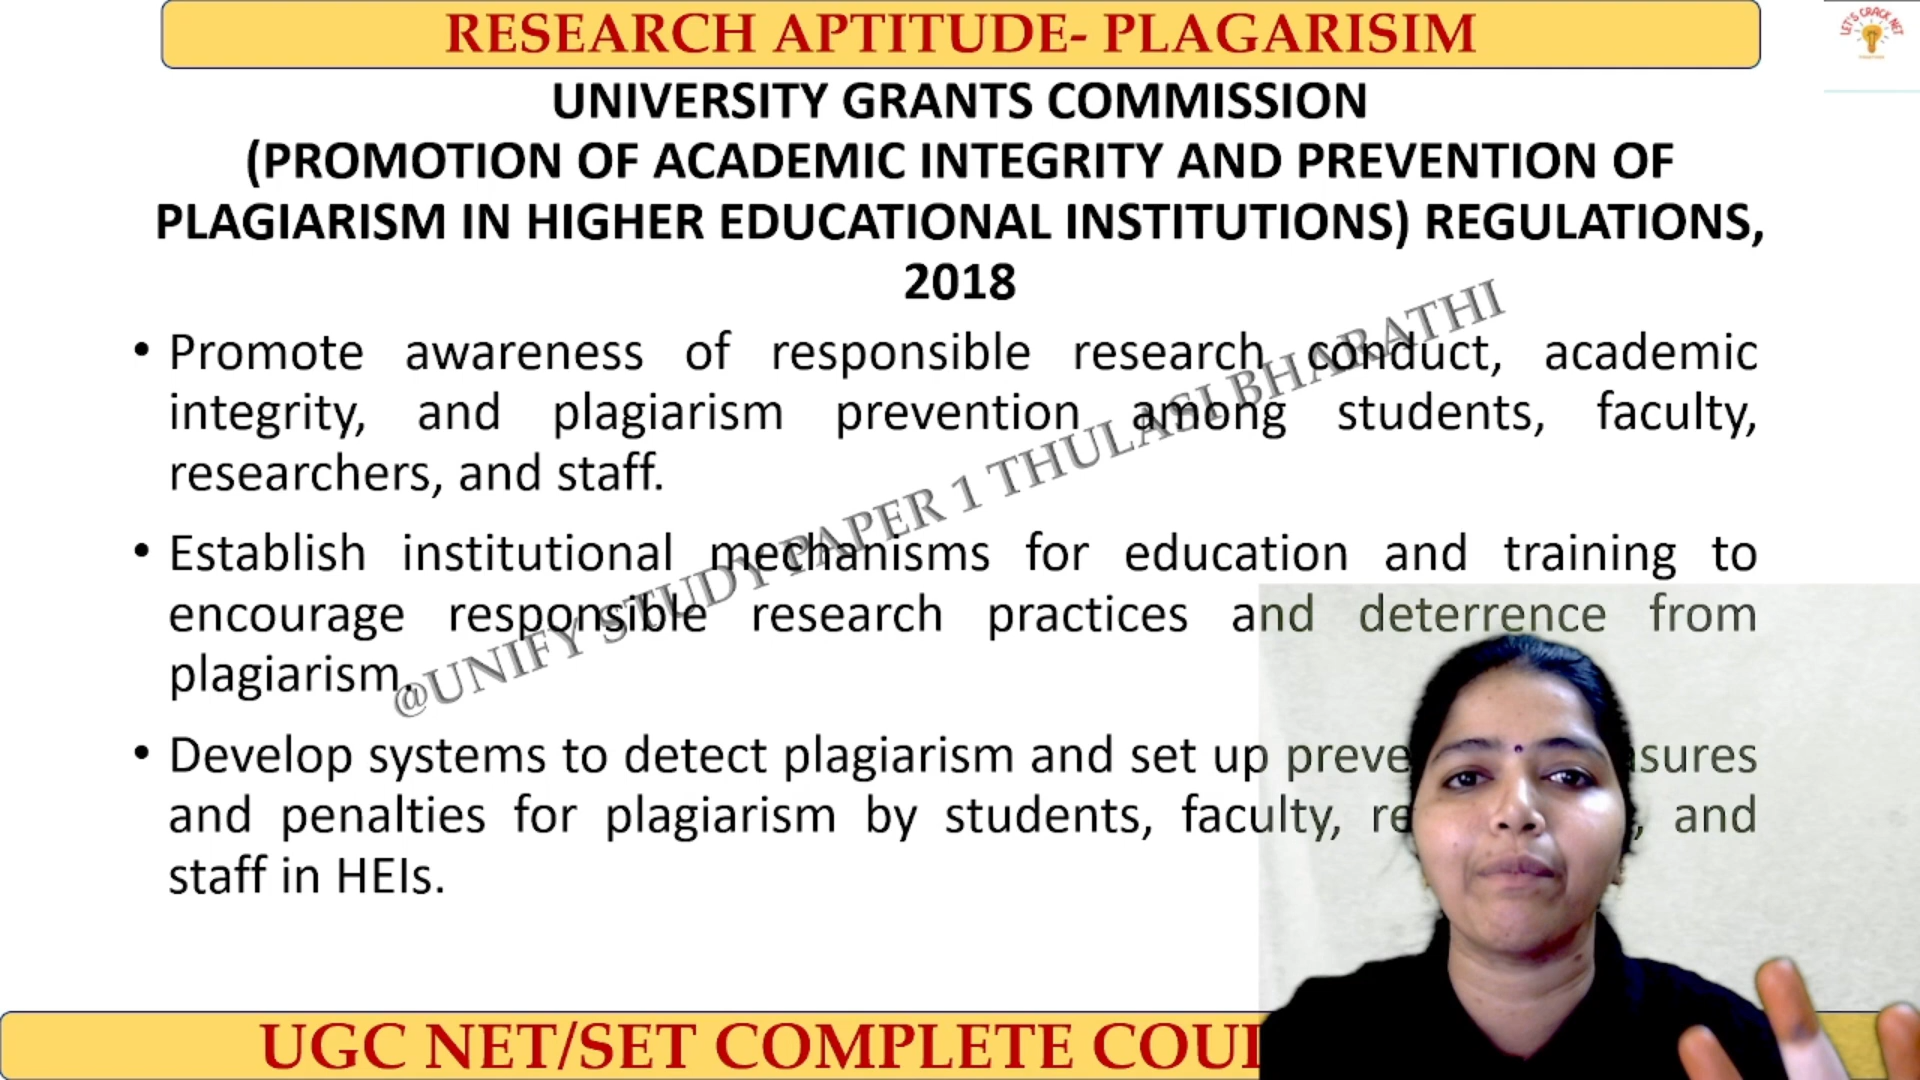 RESEARCH APTITUDE- PLAGARISIM
LET'S CRACK NET
UNIVERSITY GRANTS COMMISSION
(PROMOTION OF ACADEMIC INTEGRITY AND PREVENTION OF
PLAGIARISM IN HIGHER EDUCATIONAL INSTITUTIONS) REGULATIONS,
2018
• Promote awareness of responsible research conduct, academic
integrity, and plagiarism prevention among students, faculty,
researchers, and staff.
• Establish institutional mechanisms for education and training to
encourage responsible research practices and deterrence from
plagiarism.
• Develop systems to detect plagiarism and set up
and penalties for plagiarism by students, faculty, and
staff in HEIs.
@UNIFY STUDY PAPER 1 THULASI BHARATHI
UGC NET/SET COMPLETE